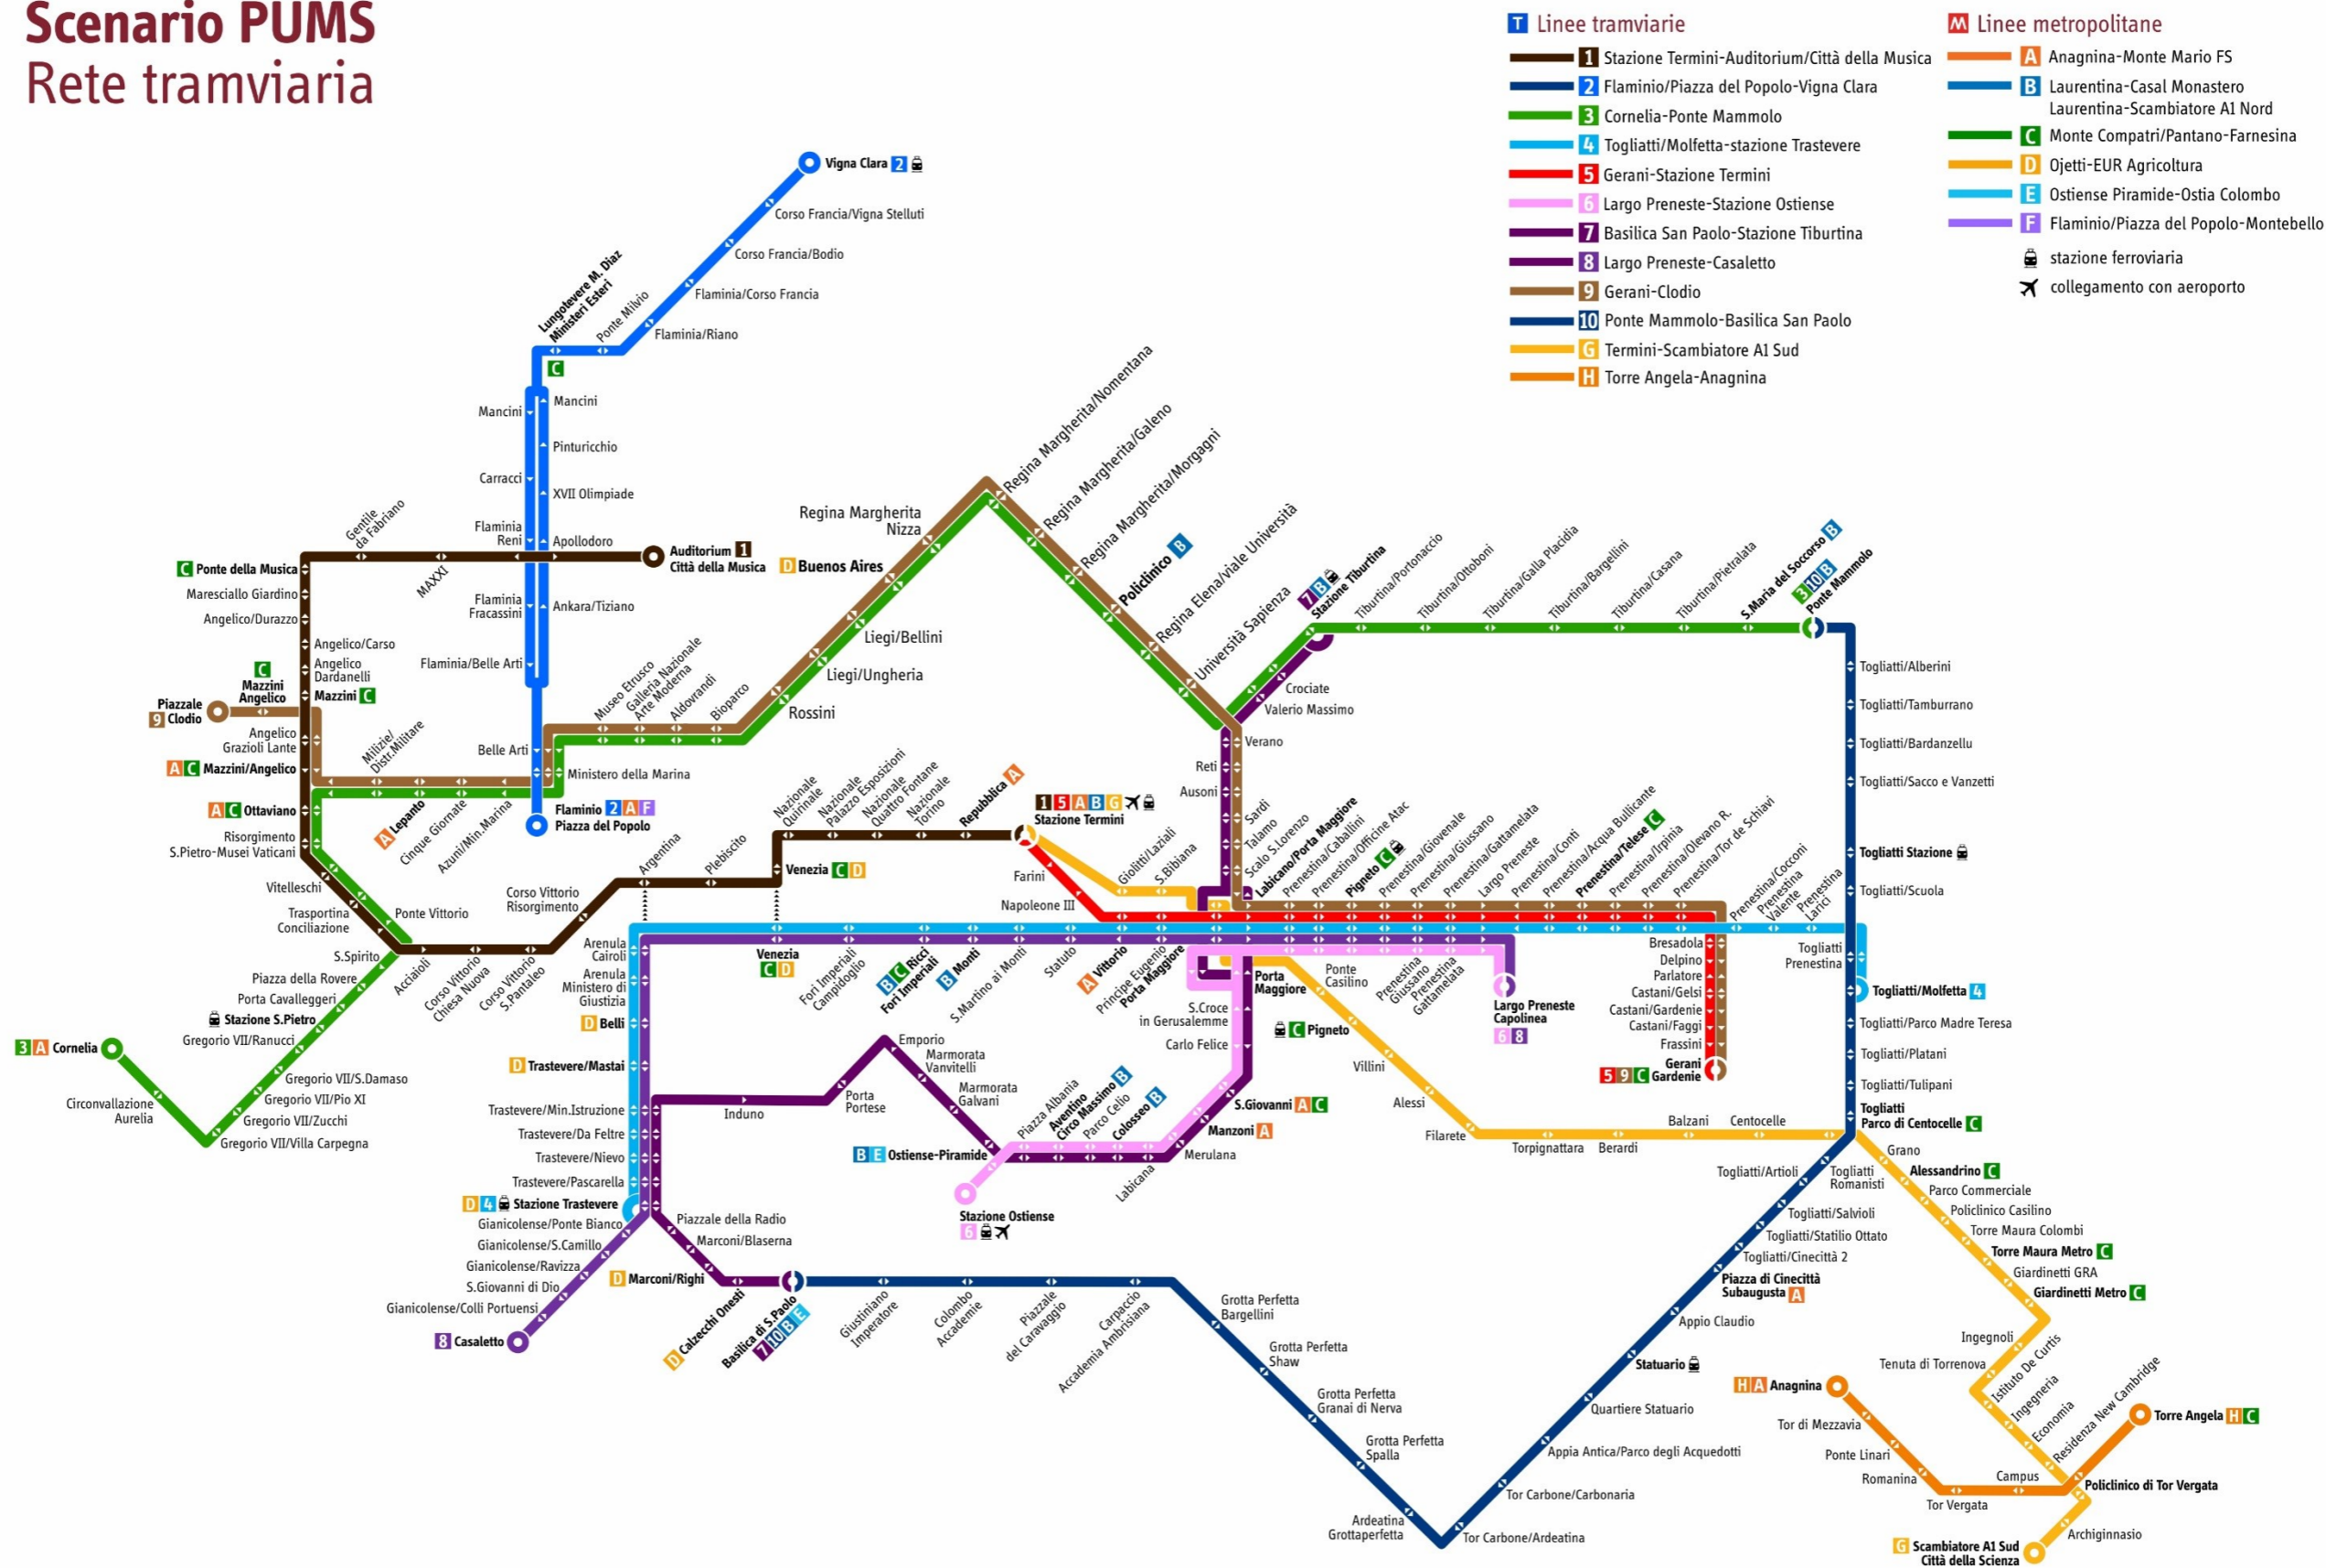 Scenario PUMS
Rete tramviaria
T Linee tramviarie
1 Stazione Termini-Auditorium/Città della Musica
2 Flaminio/Piazza del Popolo-Vigna Clara
3 Cornelia-Ponte Mammolo
4 Togliatti/Molfetta-stazione Trastevere
5 Gerani-Stazione Termini
6 Largo Preneste-Stazione Ostiense
7 Basilica San Paolo-Stazione Tiburtina
8 Largo Preneste-Casaletto
9 Gerani-Clodio
10 Ponte Mammolo-Basilica San Paolo
G Termini-Scambiatore A1 Sud
H Torre Angela-Anagnina
M Linee metropolitane
A Anagnina-Monte Mario FS
B Laurentina-Casal Monastero
Laurentina-Scambiatore A1 Nord
C Monte Compatri/Pantano-Farnesina
D Ojetti-EUR Agricoltura
E Ostiense Piramide-Ostia Colombo
F Flaminio/Piazza del Popolo-Montebello
stazione ferroviaria
collegamento con aeroporto
Vigna Clara 2
Corso Francia/Vigna Stelluti
Corso Francia/Bodio
Flaminia/Corso Francia
Flaminia/Riano
Ponte Milvio
Lungotevere M. Diaz
Ministeri Esteri
C
Mancini
Mancini
Pinturicchio
Carracci
XVII Olimpiade
Flaminia
Reni
Apollodoro
Flaminia
Fracassini
Ankara/Tiziano
Flaminia/Belle Arti
Belle Arti
Ministero della Marina
Flaminio 2 A F
Piazza del Popolo
Auditorium 1
Città della Musica
MAXXI
Gentile
da Fabriano
C Ponte della Musica
Maresciallo Giardino
Angelico/Durazzo
Angelico/Carso
Angelico
Dardanelli
Mazzini C
C
Mazzini
Angelico
Piazzale
9 Clodio
Angelico
Grazioli Lante
A C Mazzini/Angelico
A C Ottaviano
Risorgimento
S.Pietro-Musei Vaticani
Vitelleschi
Trasportina
Conciliazione
Ponte Vittorio
Milizie/
Distr.Militare
A Lepanto
Cinque Giornate
Azuni/Min.Marina
S.Spirito
Piazza della Rovere
Porta Cavalleggeri
Stazione S.Pietro
Gregorio VII/Ranucci
Gregorio VII/S.Damaso
Gregorio VII/Pio XI
Gregorio VII/Zucchi
Gregorio VII/Villa Carpegna
Circonvallazione
Aurelia
3 A Cornelia
Acciaioli
Corso Vittorio
Chiesa Nuova
Corso Vittorio
S.Pantaleo
Corso Vittorio
Risorgimento
Argentina
Plebiscito
Venezia C D
Nazionale
Quirinale
Nazionale
Palazzo Esposizioni
Nazionale
Quattro Fontane
Nazionale
Torino
Repubblica A
1 5 A B G
Stazione Termini
Museo Etrusco
Galleria Nazionale
Arte Moderna
Aldovrandi
Bioparco
Rossini
Liegi/Ungheria
Liegi/Bellini
D Buenos Aires
Regina Margherita
Nizza
Regina Margherita/Nomentana
Regina Margherita/Galeno
Regina Margherita/Morgagni
Policlinico B
Regina Elena/viale Università
Università Sapienza
7 B
Stazione Tiburtina
Crociate
Valerio Massimo
Tiburtina/Portonaccio
Tiburtina/Ottoboni
Tiburtina/Galla Placidia
Tiburtina/Bargellini
Tiburtina/Casana
Tiburtina/Pietralata
S.Maria del Soccorso B
3 10 B
Ponte Mammolo
Togliatti/Alberini
Togliatti/Tamburrano
Togliatti/Bardanzellu
Togliatti/Sacco e Vanzetti
Togliatti Stazione
Togliatti/Scuola
Verano
Reti
Ausoni
Sardi
Talamo
Scalo S.Lorenzo
Labicano/Porta Maggiore
Prenestina/Caballini
Prenestina/Officine Atac
Pigneto C
Prenestina/Giovenale
Prenestina/Giussano
Prenestina/Gattamelata
Largo Preneste
Prenestina/Conti
Prenestina/Acqua Bullicante
Prenestina/Telese C
Prenestina/Irpinia
Prenestina/Olevano R.
Prenestina/Tor de Schiavi
Prenestina/Cocconi
Prenestina
Valente
Prenestina
Larici
Farini
Napoleone III
Giolitti/Laziali
S.Bibiana
Arenula
Cairoli
Arenula
Ministero di
Giustizia
D Belli
D Trastevere/Mastai
Trastevere/Min.Istruzione
Trastevere/Da Feltre
Trastevere/Nievo
Trastevere/Pascarella
D 4 Stazione Trastevere
Gianicolense/Ponte Bianco
Gianicolense/S.Camillo
Gianicolense/Ravizza
S.Giovanni di Dio
Gianicolense/Colli Portuensi
8 Casaletto
Venezia
C D
Fori Imperiali
Campidoglio
B C Ricci
Fori Imperiali
B Monti
S.Martino ai Monti
Statuto
A Vittorio
Principe Eugenio
Porta Maggiore
Porta
Maggiore
Ponte
Casilino
Prenestina
Giussano
Prenestina
Gattamelata
Largo Preneste
Capolinea
6 8
S.Croce
in Gerusalemme
Carlo Felice
C Pigneto
S.Giovanni A C
Manzoni A
Merulana
Labicana
Colosseo B
Parco Celio
Aventino
Circo Massimo B
Piazza Albania
B E Ostiense-Piramide
Stazione Ostiense
6
Emporio
Marmorata
Vanvitelli
Marmorata
Galvani
Porta
Portese
Induno
Piazzale della Radio
Marconi/Blaserna
D Marconi/Righi
D Calzecchi Onesti
Basilica di S.Paolo
7 10 B E
Giustiniano
Imperatore
Colombo
Accademie
Piazzale
del Caravaggio
Carpaccio
Accademia Ambrisiana
Grotta Perfetta
Bargellini
Grotta Perfetta
Shaw
Grotta Perfetta
Granai di Nerva
Grotta Perfetta
Spalla
Ardeatina
Grottaperfetta
Tor Carbone/Ardeatina
Tor Carbone/Carbonaria
Appia Antica/Parco degli Acquedotti
Quartiere Statuario
Statuario
Appio Claudio
Piazza di Cinecittà
Subaugusta A
Togliatti/Cinecittà 2
Togliatti/Statilio Ottato
Togliatti/Salvioli
Togliatti
Romanisti
Togliatti/Artioli
Bresadola
Delpino
Parlatore
Castani/Gelsi
Castani/Gardenie
Castani/Faggi
Frassini
Gerani
5 9 C Gardenie
Togliatti
Prenestina
Togliatti/Molfetta 4
Togliatti/Parco Madre Teresa
Togliatti/Platani
Togliatti/Tulipani
Togliatti
Parco di Centocelle C
Villini
Alessi
Filarete
Torpignattara
Berardi
Balzani
Centocelle
Grano
Alessandrino C
Parco Commerciale
Policlinico Casilino
Torre Maura Colombi
Torre Maura Metro C
Giardinetti GRA
Giardinetti Metro C
Ingegnoli
Tenuta di Torrenova
Istituto De Curtis
Ingegneria
Economia
Residenza New Cambridge
H A Anagnina
Tor di Mezzavia
Ponte Linari
Romanina
Tor Vergata
Campus
Torre Angela H C
Policlinico di Tor Vergata
Archiginnasio
G Scambiatore A1 Sud
Città della Scienza